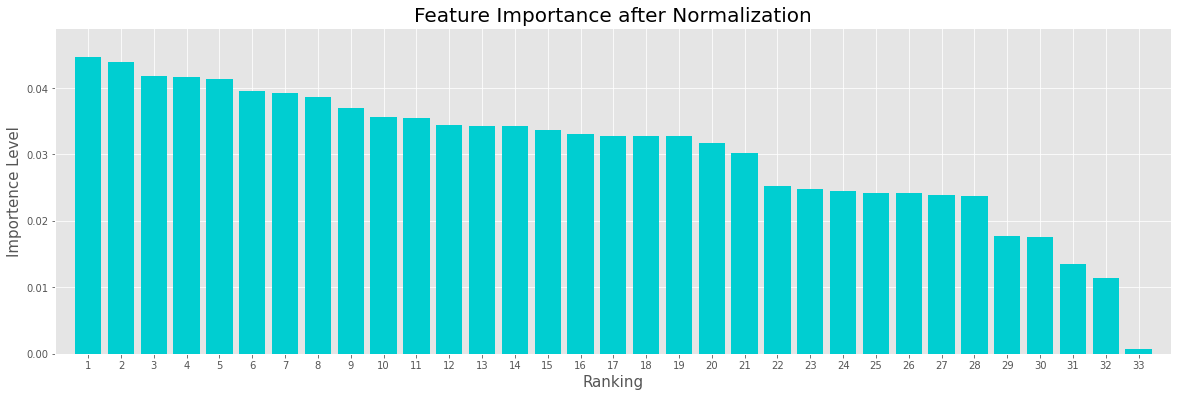 Feature Importance after Normalization
Importence Level
0.04
0.03
0.02
0.01
0.00
1 2 3 4 5 6 7 8 9 10 11 12 13 14 15 16 17 18 19 20 21 22 23 24 25 26 27 28 29 30 31 32 33
Ranking